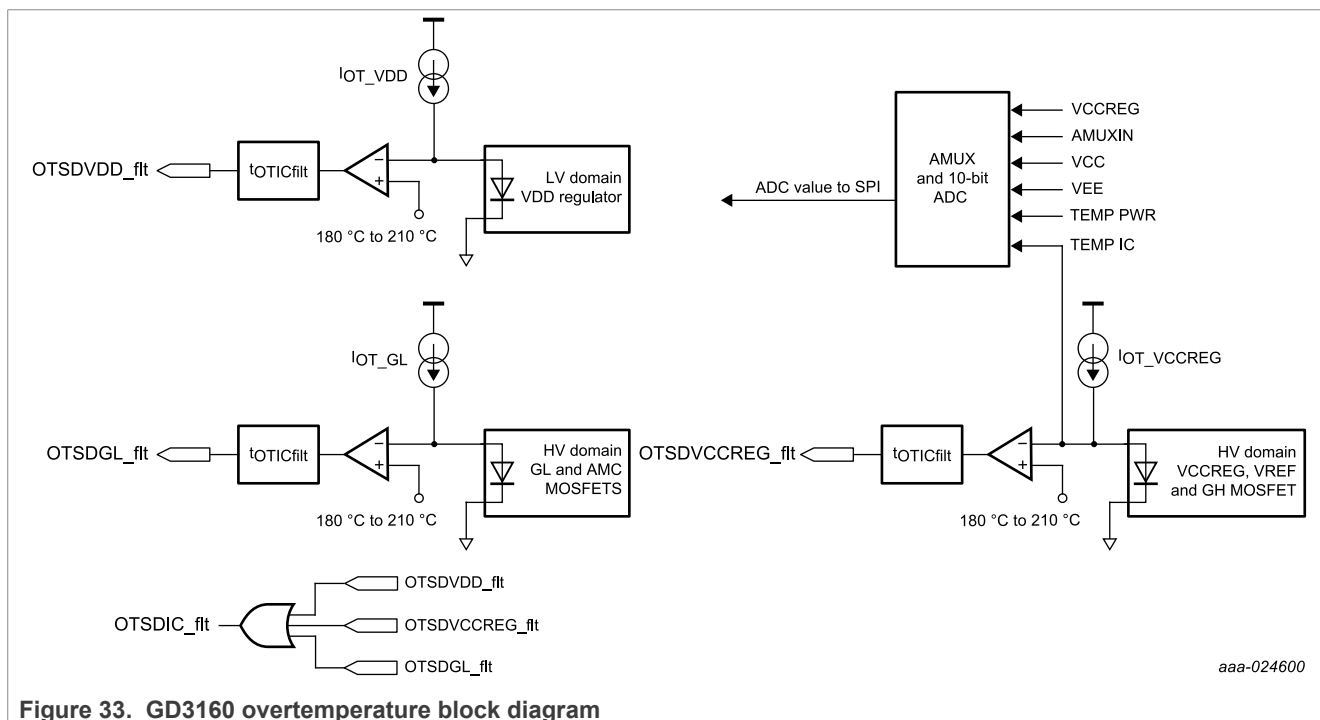 IOT_VDD
OTSDVDD_flt
tOTICfilt
−
+
180 °C to 210 °C
LV domain
VDD regulator
ADC value to SPI
AMUX
and 10-bit
ADC
VCCREG
AMUXIN
VCC
VEE
TEMP PWR
TEMP IC
IOT_GL
OTSDGL_flt
tOTICfilt
−
+
180 °C to 210 °C
HV domain
GL and AMC
MOSFETS
IOT_VCCREG
OTSDVCCREG_flt
tOTICfilt
−
+
180 °C to 210 °C
HV domain
VCCREG, VREF
and GH MOSFET
OTSDIC_flt
OTSDVDD_flt
OTSDVCCREG_flt
OTSDGL_flt
aaa-024600
Figure 33. GD3160 overtemperature block diagram